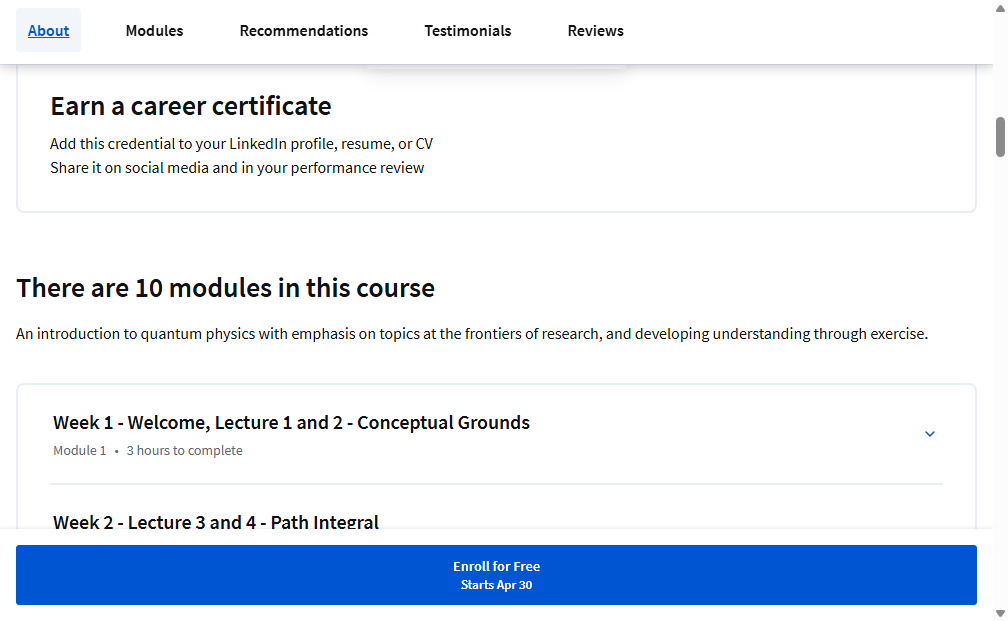 About
Modules
Recommendations
Testimonials
Reviews
Earn a career certificate
Add this credential to your LinkedIn profile, resume, or CV
Share it on social media and in your performance review
There are 10 modules in this course
An introduction to quantum physics with emphasis on topics at the frontiers of research, and developing understanding through exercise.
Week 1 - Welcome, Lecture 1 and 2 - Conceptual Grounds
Module 1 • 3 hours to complete
Week 2 - Lecture 3 and 4 - Path Integral
Enroll for Free
Starts Apr 30